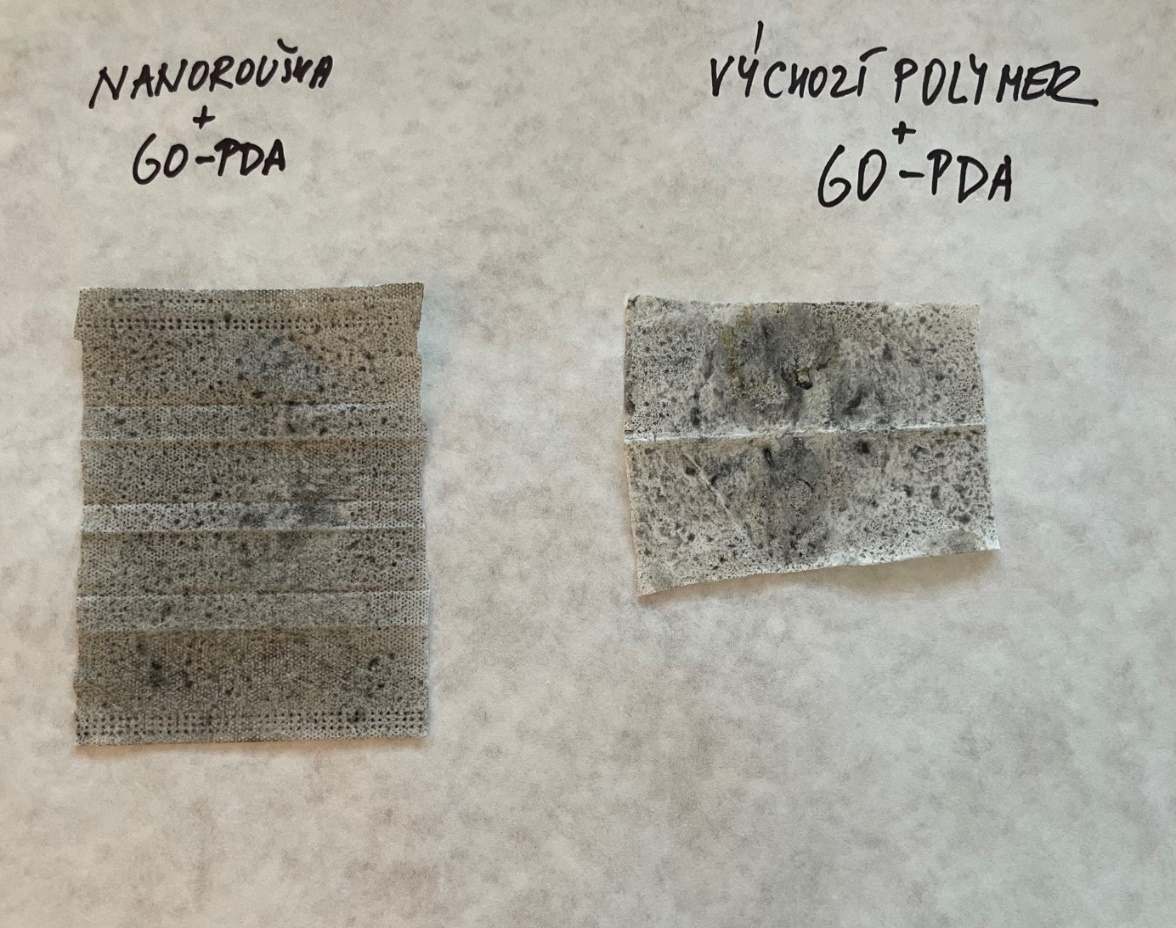 NANOROUŠKA
+
GO-PDA
VÝCHOZÍ POLYMER
+
GO-PDA